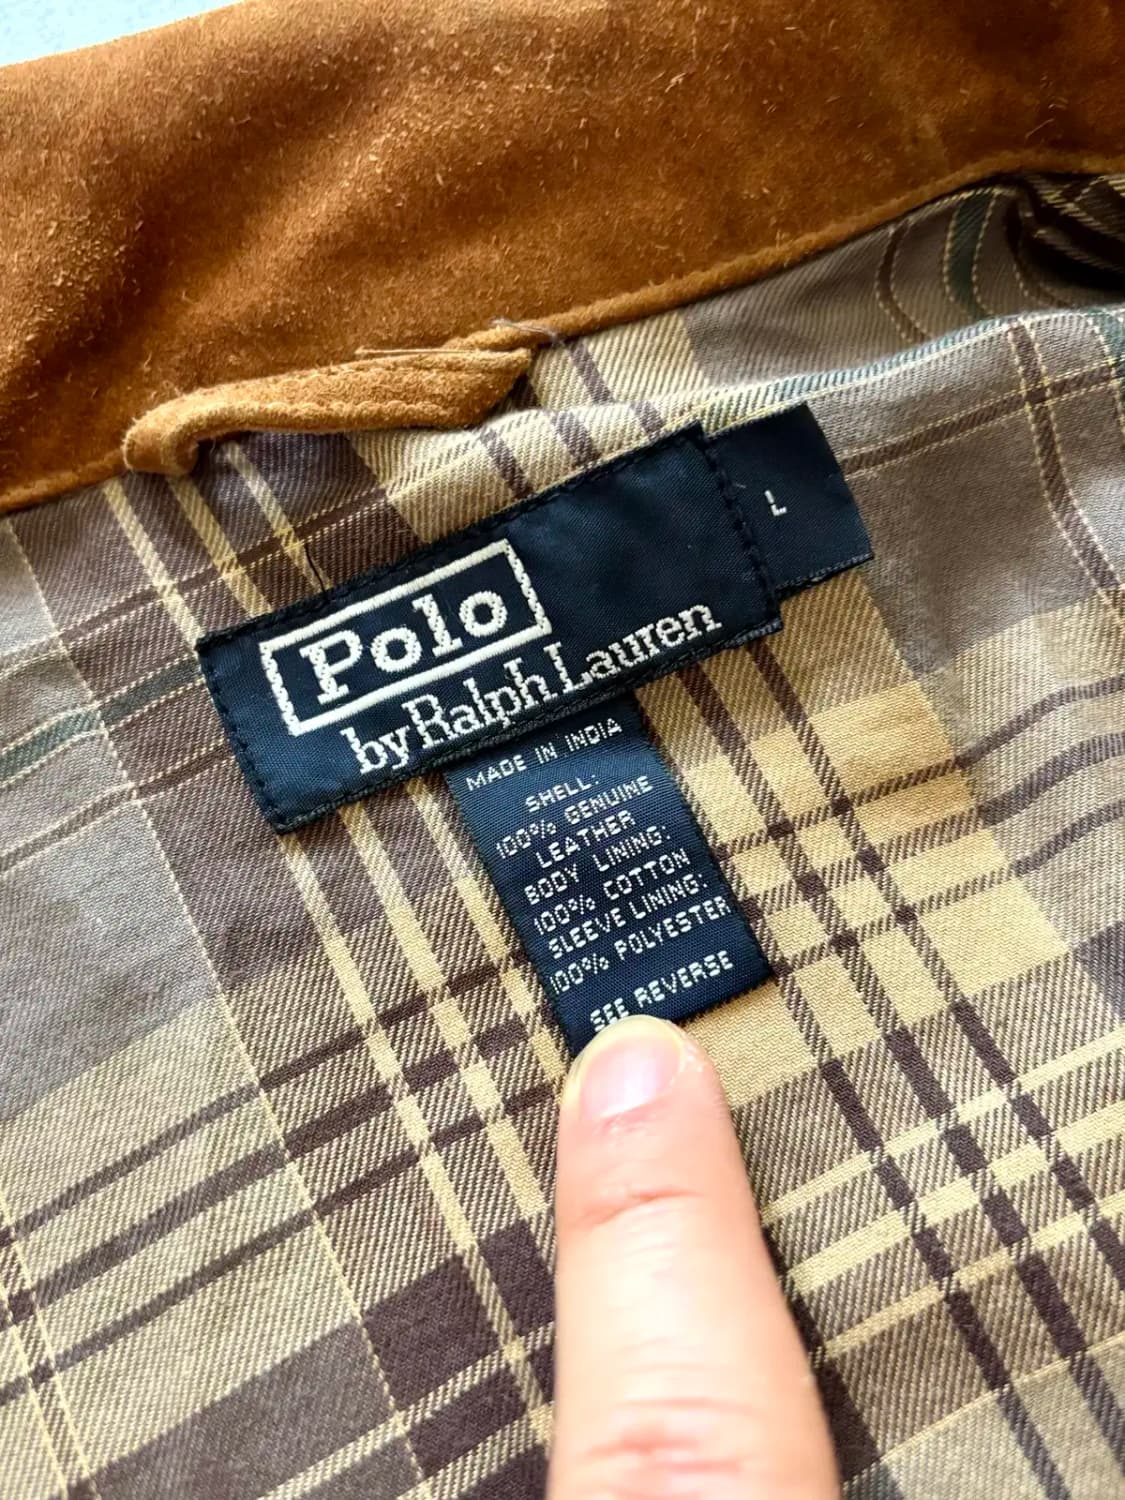 Polo
by Ralph Lauren
L
MADE IN INDIA
SHELL:
100% GENUINE
LEATHER
BODY LINING:
100% COTTON
SLEEVE LINING:
100% POLYESTER
SEE REVERSE